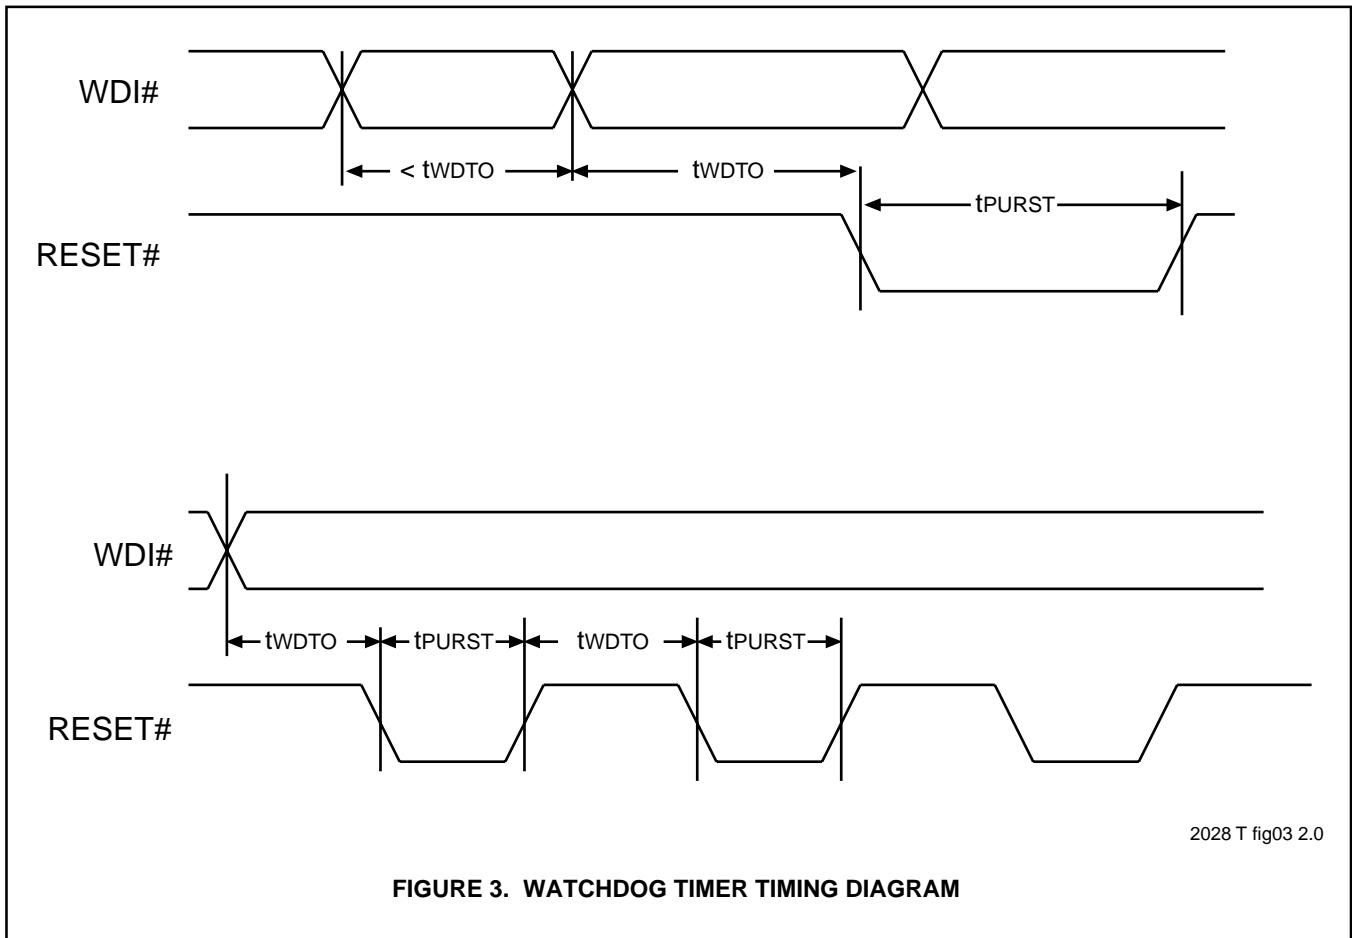 WDI#
< tWDTO
tWDTO
tPURST
RESET#
WDI#
tWDTO
tPURST
tWDTO
tPURST
RESET#
2028 T fig03 2.0
FIGURE 3. WATCHDOG TIMER TIMING DIAGRAM